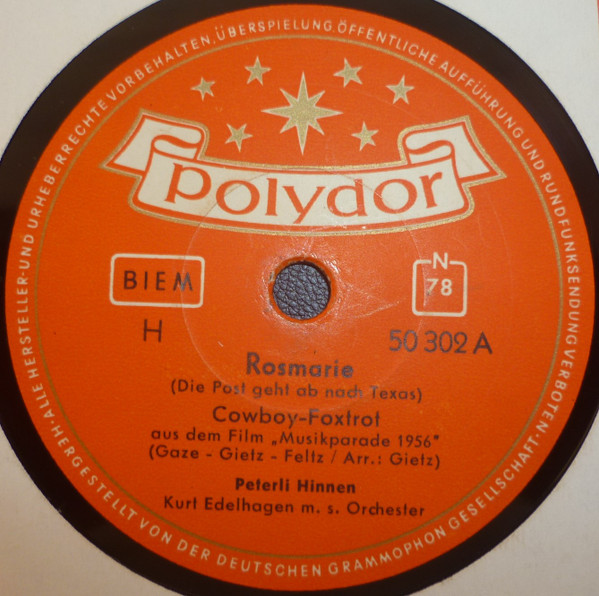 ALLE HERSTELLER- UND URHEBERRECHTE VORBEHALTEN, ÜBERSPIELUNG, ÖFFENTLICHE AUFFÜHRUNG UND RUNDFUNKSENDUNG VERBOTEN.
polydor
BIEM
N
78
H
50 302 A
Rosmarie
(Die Post geht ab nach Texas)
Cowboy-Foxtrot
aus dem Film „Musikparade 1956"
(Gaze - Gietz - Feltz / Arr.: Gietz)
Peterli Hinnen
Kurt Edelhagen m. s. Orchester
HERGESTELLT VON DER DEUTSCHEN GRAMMOPHON GESELLSCHAFT